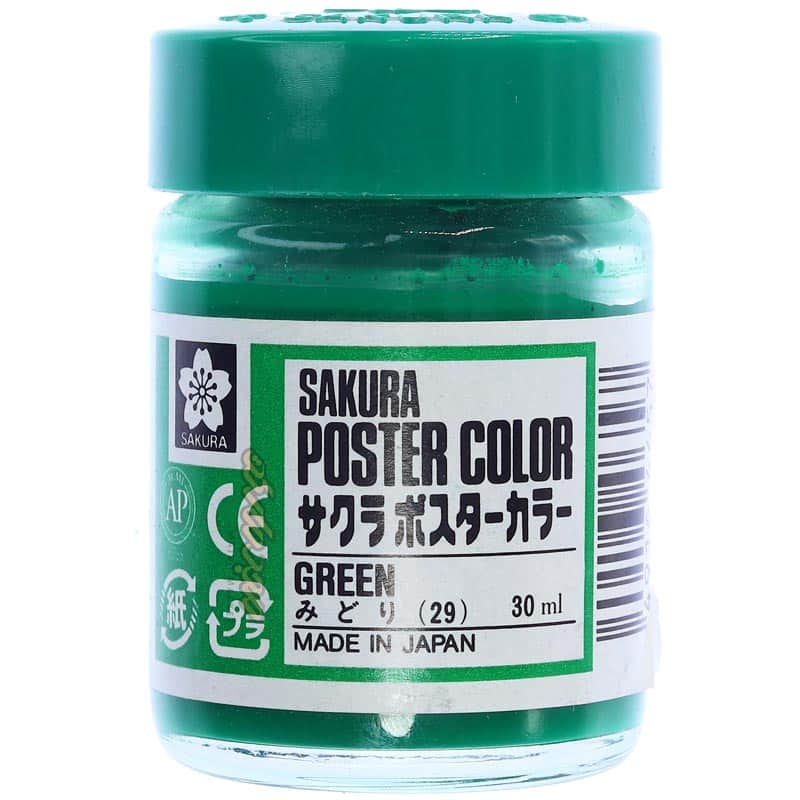 SAKURA
AP
CE
紙
プラ
SAKURA
POSTER COLOR
サクラポスターカラー
GREEN
みどり (29) 30 ml
MADE IN JAPAN